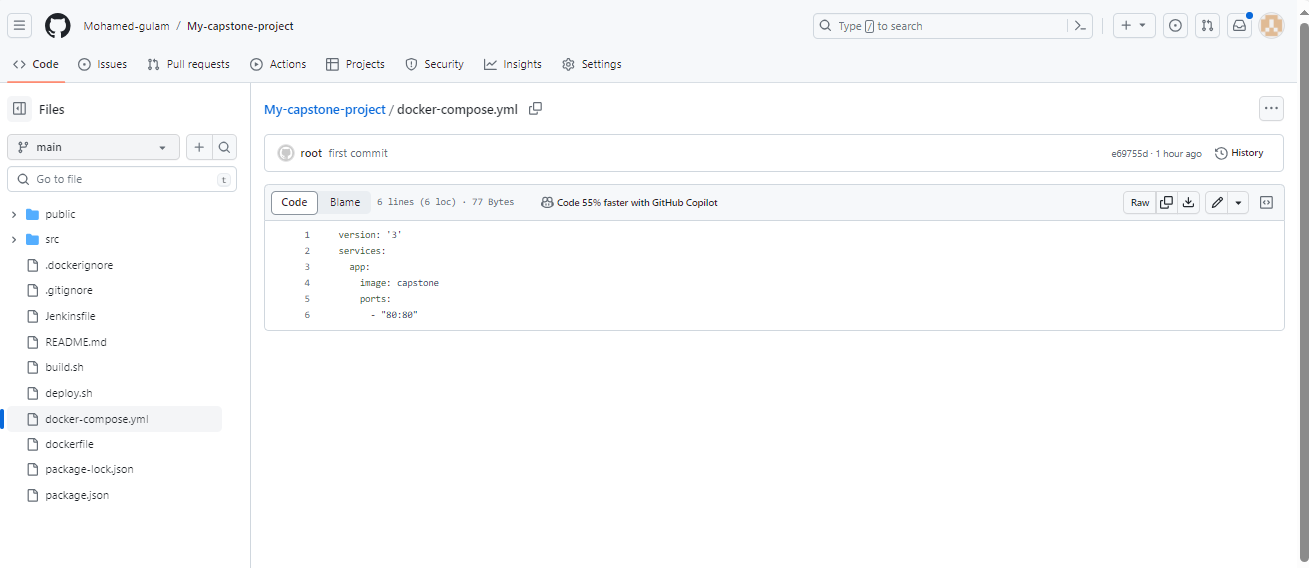 Mohamed-gulam / My-capstone-project
Type / to search
Code Issues Pull requests Actions Projects Security Insights Settings
Files
main
Go to file t
public
src
.dockerignore
.gitignore
Jenkinsfile
README.md
build.sh
deploy.sh
docker-compose.yml
dockerfile
package-lock.json
package.json
My-capstone-project / docker-compose.yml
root first commit
e69755d · 1 hour ago History
Code Blame 6 lines (6 loc) · 77 Bytes Code 55% faster with GitHub Copilot Raw
1 version: '3'
2 services:
3 app:
4 image: capstone
5 ports:
6 - "80:80"